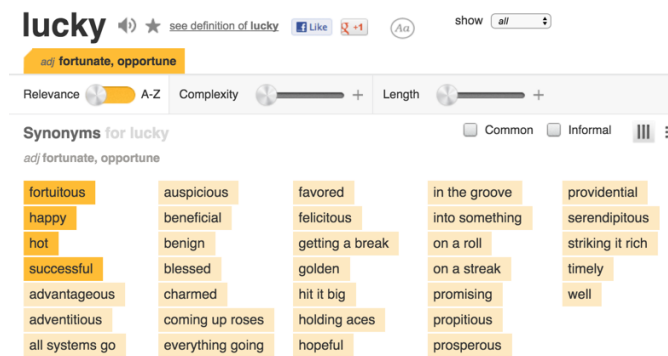 lucky see definition of lucky Like +1 Aa show all
adj fortunate, opportune
Relevance A-Z Complexity + Length +
Synonyms for lucky Common Informal
adj fortunate, opportune
fortuitous auspicious favored in the groove providential
happy beneficial felicitous into something serendipitous
hot benign getting a break on a roll striking it rich
successful blessed golden on a streak timely
advantageous charmed hit it big promising well
adventitious coming up roses holding aces propitious
all systems go everything going hopeful prosperous